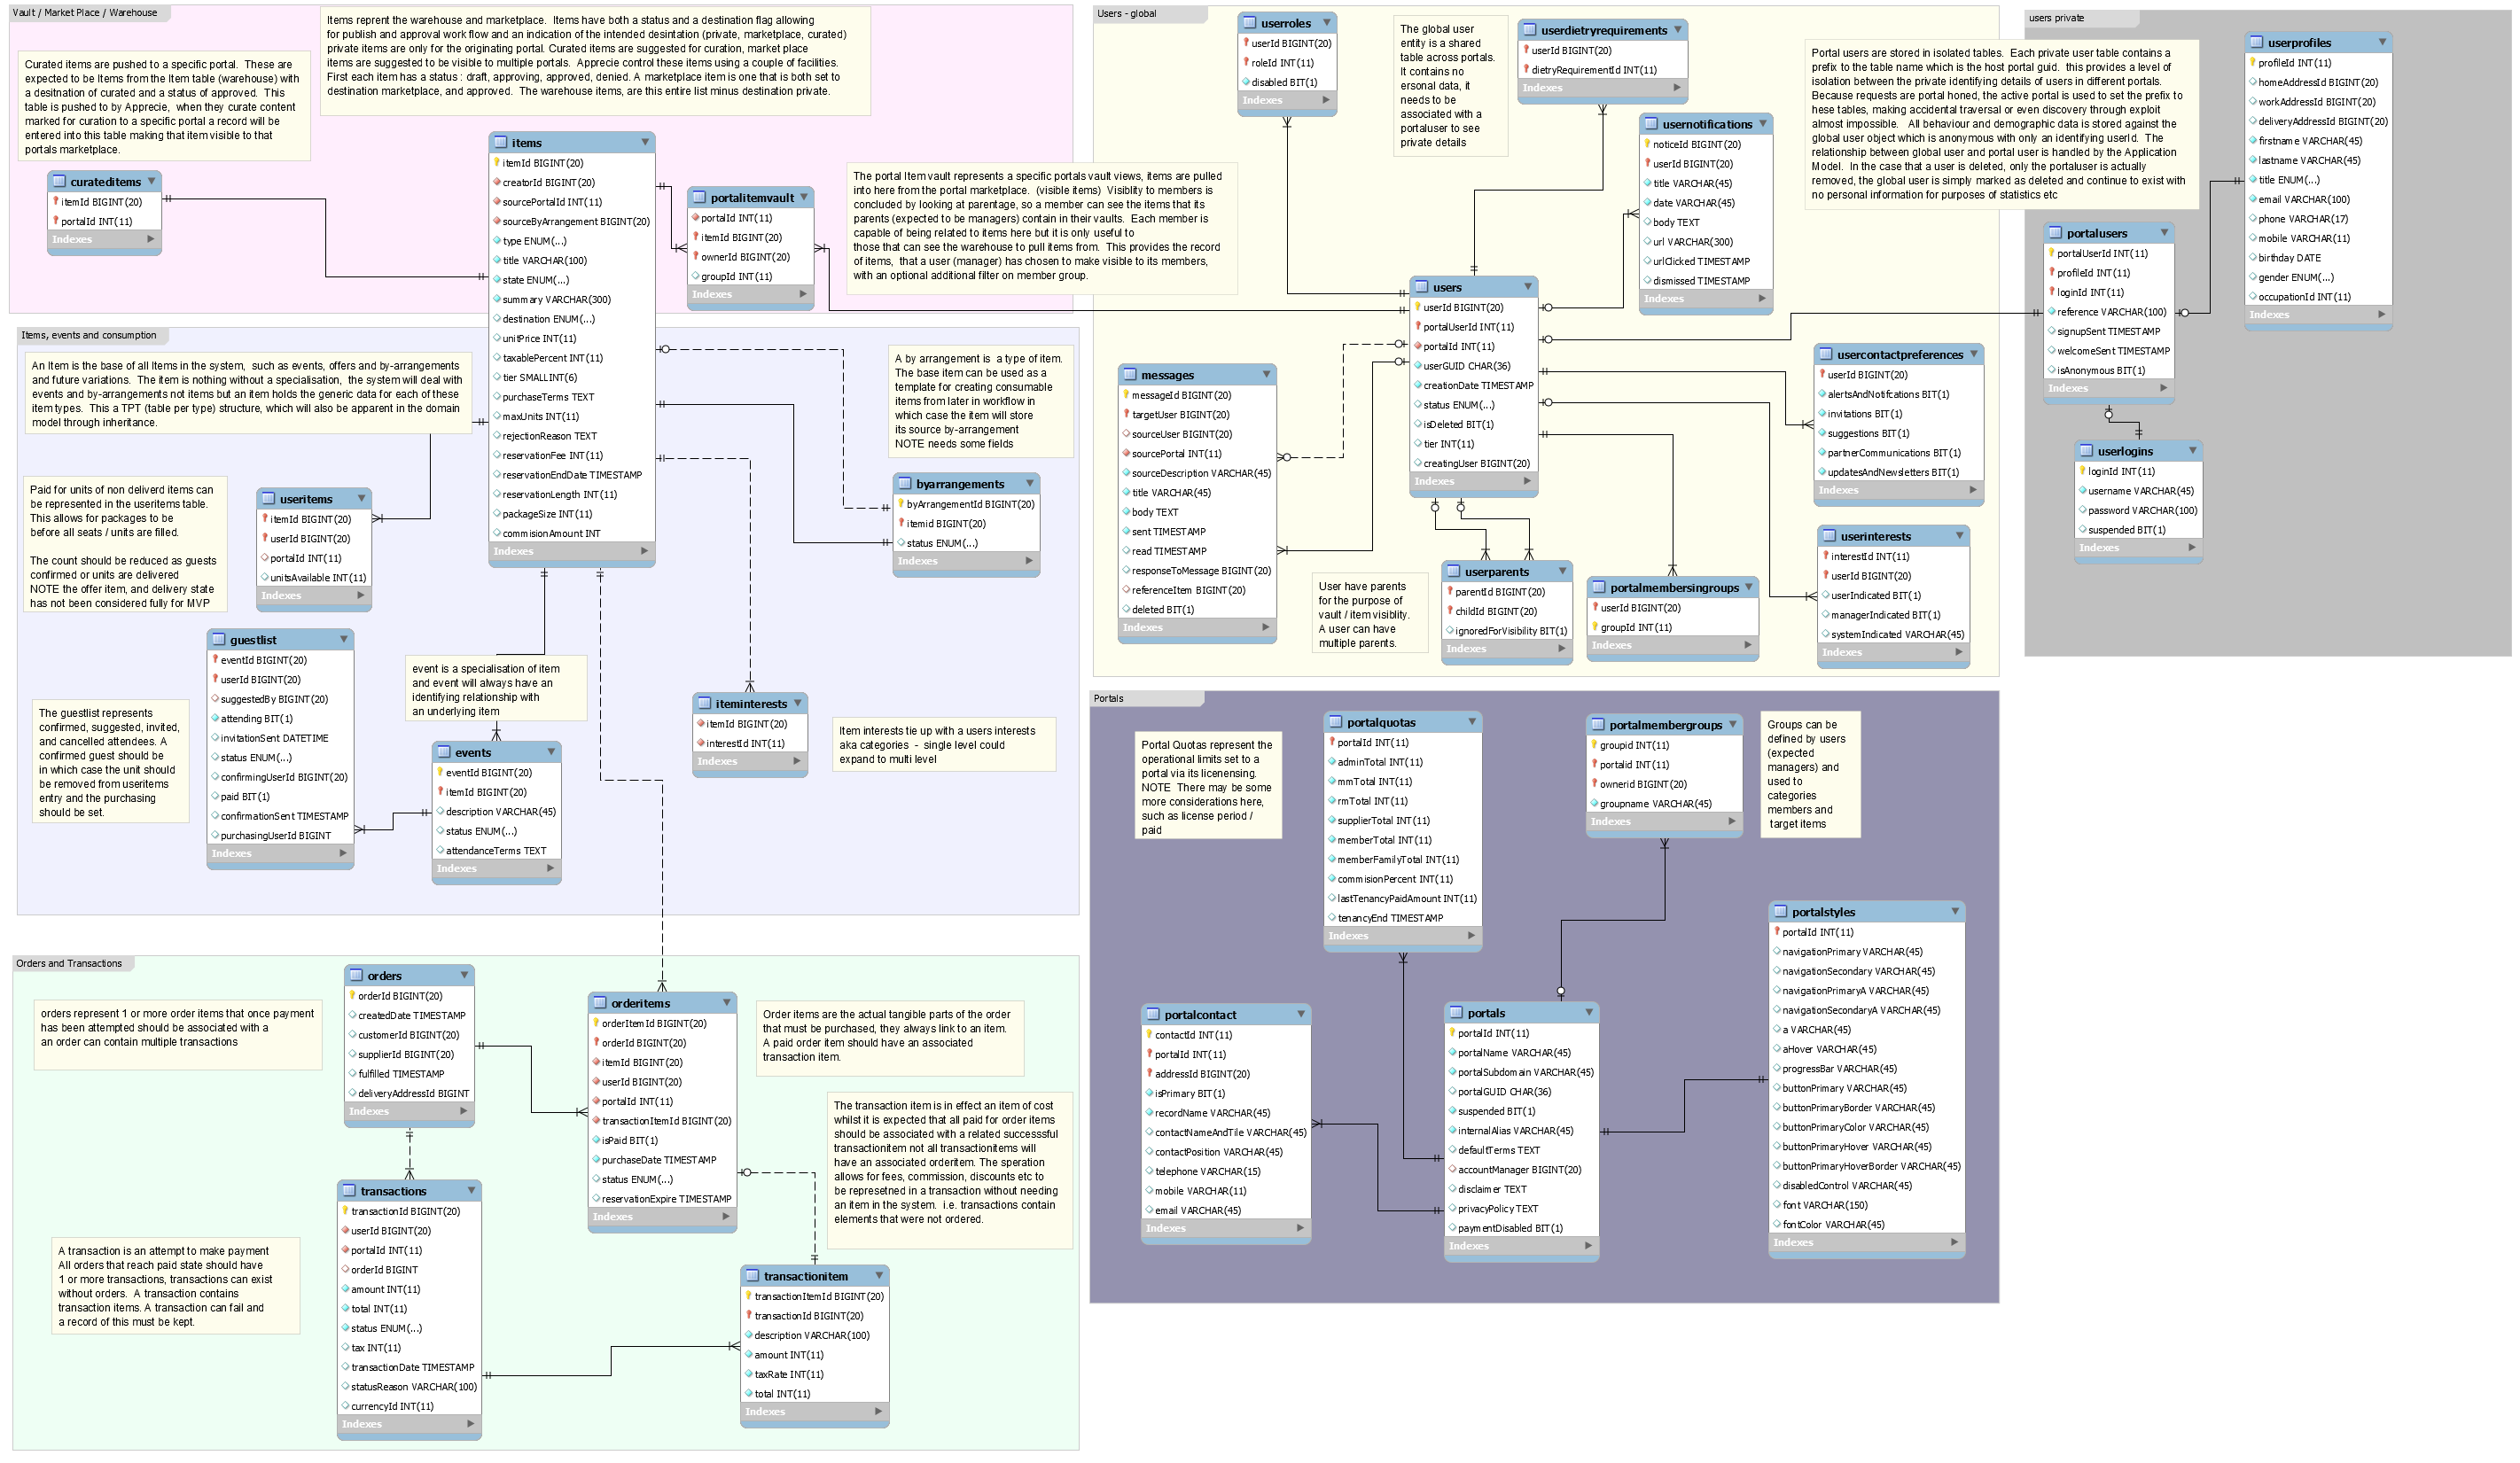 Vault / Market Place / Warehouse
Items reprent the warehouse and marketplace. Items have both a status and a destination flag allowing
for publish and approval work flow and an indication of the intended desintation (private, marketplace, curated)
private items are only for the originating portal. Curated items are suggested for curation, market place
items are suggested to be visible to multiple portals. Apprecie control these items using a couple of facilities.
First each item has a status : draft, approving, approved, denied. A marketplace item is one that is both set to
destination marketplace, and approved. The warehouse items, are this entire list minus destination private.
Curated items are pushed to a specific portal. These are
expected to be Items from the Item table (warehouse) with
a desitnation of curated and a status of approved. This
table is pushed to by Apprecie, when they curate content
marked for curation to a specific portal a record will be
entered into this table making that item visible to that
portals marketplace.
curateditems
itemId BIGINT(20)
portalId INT(11)
Indexes
items
itemId BIGINT(20)
creatorId BIGINT(20)
sourcePortalId INT(11)
sourceByArrangement BIGINT(20)
type ENUM(...)
title VARCHAR(100)
state ENUM(...)
summary VARCHAR(300)
destination ENUM(...)
unitPrice INT(11)
taxablePercent INT(11)
tier SMALLINT(6)
purchaseTerms TEXT
maxUnits INT(11)
rejectionReason TEXT
reservationFee INT(11)
reservationEndDate TIMESTAMP
reservationLength INT(11)
packageSize INT(11)
commisionAmount INT
Indexes
portalitemvault
portalId INT(11)
itemId BIGINT(20)
ownerId BIGINT(20)
groupId INT(11)
Indexes
The portal Item vault represents a specific portals vault views, items are pulled
into here from the portal marketplace. (visible items) Visiblity to members is
concluded by looking at parentage, so a member can see the items that its
parents (expected to be managers) contain in their vaults. Each member is
capable of being related to items here but it is only useful to
those that can see the warehouse to pull items from. This provides the record
of items, that a user (manager) has chosen to make visible to its members,
with an optional additional filter on member group.
Items, events and consumption
An Item is the base of all Items in the system, such as events, offers and by-arrangements
and future variations. The item is nothing without a specialisation, the system will deal with
events and by-arrangements not items but an item holds the generic data for each of these
item types. This a TPT (table per type) structure, which will also be apparent in the domain
model through inheritance.
A by arrangement is a type of item.
The base item can be used as a
template for creating consumable
items from later in workflow in
which case the item will store
its source by-arrangement
NOTE needs some fields
byarrangements
byArrangementId BIGINT(20)
itemid BIGINT(20)
status ENUM(...)
Indexes
Paid for units of non deliverd items can
be represented in the useritems table.
This allows for packages to be
before all seats / units are filled.
The count should be reduced as guests
confirmed or units are delivered
NOTE the offer item, and delivery state
has not been considered fully for MVP
useritems
itemId BIGINT(20)
userId BIGINT(20)
portalId INT(11)
unitsAvailable INT(11)
Indexes
guestlist
eventId BIGINT(20)
userId BIGINT(20)
suggestedBy BIGINT(20)
attending BIT(1)
invitationSent DATETIME
status ENUM(...)
confirmingUserId BIGINT(20)
paid BIT(1)
confirmationSent TIMESTAMP
purchasingUserId BIGINT
Indexes
The guestlist represents
confirmed, suggested, invited,
and cancelled attendees. A
confirmed guest should be
in which case the unit should
be removed from useritems
entry and the purchasing
should be set.
event is a specialisation of item
and event will always have an
identifying relationship with
an underlying item
events
eventId BIGINT(20)
itemId BIGINT(20)
description VARCHAR(45)
status ENUM(...)
attendanceTerms TEXT
Indexes
iteminterests
itemId BIGINT(20)
interestId INT(11)
Indexes
Item interests tie up with a users interests
aka categories - single level could
expand to multi level
Orders and Transactions
orders represent 1 or more order items that once payment
has been attempted should be associated with a
an order can contain multiple transactions
orders
orderId BIGINT(20)
createdDate TIMESTAMP
customerId BIGINT(20)
supplierId BIGINT(20)
fulfilled TIMESTAMP
deliveryAddressId BIGINT
Indexes
orderitems
orderItemId BIGINT(20)
orderId BIGINT(20)
itemId BIGINT(20)
userId BIGINT(20)
portalId INT(11)
transactionItemId BIGINT(20)
isPaid BIT(1)
purchaseDate TIMESTAMP
status ENUM(...)
reservationExpire TIMESTAMP
Indexes
Order items are the actual tangible parts of the order
that must be purchased, they always link to an item.
A paid order item should have an associated
transaction item.
The transaction item is in effect an item of cost
whilst it is expected that all paid for order items
should be associated with a related successsful
transactionitem not all transactionitems will
have an associated orderitem. The speration
allows for fees, commission, discounts etc to
be represetned in a transaction without needing
an item in the system. i.e. transactions contain
elements that were not ordered.
transactions
transactionId BIGINT(20)
userId BIGINT(20)
portalId INT(11)
orderId BIGINT
amount INT(11)
total INT(11)
status ENUM(...)
tax INT(11)
transactionDate TIMESTAMP
statusReason VARCHAR(100)
currencyId INT(11)
Indexes
A transaction is an attempt to make payment
All orders that reach paid state should have
1 or more transactions, transactions can exist
without orders. A transaction contains
transaction items. A transaction can fail and
a record of this must be kept.
transactionitem
transactionItemId BIGINT(20)
transactionId BIGINT(20)
description VARCHAR(100)
amount INT(11)
taxRate INT(11)
total INT(11)
Indexes
Users - global
userroles
userId BIGINT(20)
roleId INT(11)
disabled BIT(1)
Indexes
The global user
entity is a shared
table across portals.
It contains no
ersonal data, it
needs to be
associated with a
portaluser to see
private details
userdietryrequirements
userId BIGINT(20)
dietryRequirementId INT(11)
Indexes
usernotifications
noticeId BIGINT(20)
userId BIGINT(20)
title VARCHAR(45)
date VARCHAR(45)
body TEXT
url VARCHAR(300)
urlClicked TIMESTAMP
dismissed TIMESTAMP
Indexes
users
userId BIGINT(20)
portalUserId INT(11)
portalId INT(11)
userGUID CHAR(36)
creationDate TIMESTAMP
status ENUM(...)
isDeleted BIT(1)
tier INT(11)
creatingUser BIGINT(20)
Indexes
messages
messageId BIGINT(20)
targetUser BIGINT(20)
sourceUser BIGINT(20)
sourcePortal INT(11)
sourceDescription VARCHAR(45)
title VARCHAR(45)
body TEXT
sent TIMESTAMP
read TIMESTAMP
responseToMessage BIGINT(20)
referenceItem BIGINT(20)
deleted BIT(1)
Indexes
User have parents
for the purpose of
vault / item visiblity.
A user can have
multiple parents.
userparents
parentId BIGINT(20)
childId BIGINT(20)
ignoredForVisibility BIT(1)
Indexes
portalmembersingroups
userId BIGINT(20)
groupId INT(11)
Indexes
usercontactpreferences
userId BIGINT(20)
alertsAndNotifcations BIT(1)
invitations BIT(1)
suggestions BIT(1)
partnerCommunications BIT(1)
updatesAndNewsletters BIT(1)
Indexes
userinterests
interestId INT(11)
userId BIGINT(20)
userIndicated BIT(1)
managerIndicated BIT(1)
systemIndicated VARCHAR(45)
Indexes
users private
Portal users are stored in isolated tables. Each private user table contains a
prefix to the table name which is the host portal guid. this provides a level of
isolation between the private identifying details of users in different portals.
Because requests are portal honed, the active portal is used to set the prefix to
hese tables, making accidental traversal or even discovery through exploit
almost impossible. All behaviour and demographic data is stored against the
global user object which is anonymous with only an identifying userId. The
relationship between global user and portal user is handled by the Application
Model. In the case that a user is deleted, only the portaluser is actually
removed, the global user is simply marked as deleted and continue to exist with
no personal information for purposes of statistics etc
userprofiles
profileId INT(11)
homeAddressId BIGINT(20)
workAddressId BIGINT(20)
deliveryAddressId BIGINT(20)
firstname VARCHAR(45)
lastname VARCHAR(45)
title ENUM(...)
email VARCHAR(100)
phone VARCHAR(17)
mobile VARCHAR(11)
birthday DATE
gender ENUM(...)
occupationId INT(11)
Indexes
portalusers
portalUserId INT(11)
profileId INT(11)
loginId INT(11)
reference VARCHAR(100)
signupSent TIMESTAMP
welcomeSent TIMESTAMP
isAnonymous BIT(1)
Indexes
userlogins
loginId INT(11)
username VARCHAR(45)
password VARCHAR(100)
suspended BIT(1)
Indexes
Portals
Portal Quotas represent the
operational limits set to a
portal via its licenensing.
NOTE There may be some
more considerations here,
such as license period /
paid
portalquotas
portalId INT(11)
adminTotal INT(11)
mmTotal INT(11)
rmTotal INT(11)
supplierTotal INT(11)
memberTotal INT(11)
memberFamilyTotal INT(11)
commisionPercent INT(11)
lastTenancyPaidAmount INT(11)
tenancyEnd TIMESTAMP
Indexes
portalmembergroups
groupid INT(11)
portalid INT(11)
ownerid BIGINT(20)
groupname VARCHAR(45)
Indexes
Groups can be
defined by users
(expected
managers) and
used to
categories
members and
target items
portalcontact
contactId INT(11)
portalId INT(11)
addressId BIGINT(20)
isPrimary BIT(1)
recordName VARCHAR(45)
contactNameAndTile VARCHAR(45)
contactPosition VARCHAR(45)
telephone VARCHAR(15)
mobile VARCHAR(11)
email VARCHAR(45)
Indexes
portals
portalId INT(11)
portalName VARCHAR(45)
portalSubdomain VARCHAR(45)
portalGUID CHAR(36)
suspended BIT(1)
internalAlias VARCHAR(45)
defaultTerms TEXT
accountManager BIGINT(20)
disclaimer TEXT
privacyPolicy TEXT
paymentDisabled BIT(1)
Indexes
portalstyles
portalId INT(11)
navigationPrimary VARCHAR(45)
navigationSecondary VARCHAR(45)
navigationPrimaryA VARCHAR(45)
navigationSecondaryA VARCHAR(45)
a VARCHAR(45)
aHover VARCHAR(45)
progressBar VARCHAR(45)
buttonPrimary VARCHAR(45)
buttonPrimaryBorder VARCHAR(45)
buttonPrimaryColor VARCHAR(45)
buttonPrimaryHover VARCHAR(45)
buttonPrimaryHoverBorder VARCHAR(45)
disabledControl VARCHAR(45)
font VARCHAR(150)
fontColor VARCHAR(45)
Indexes